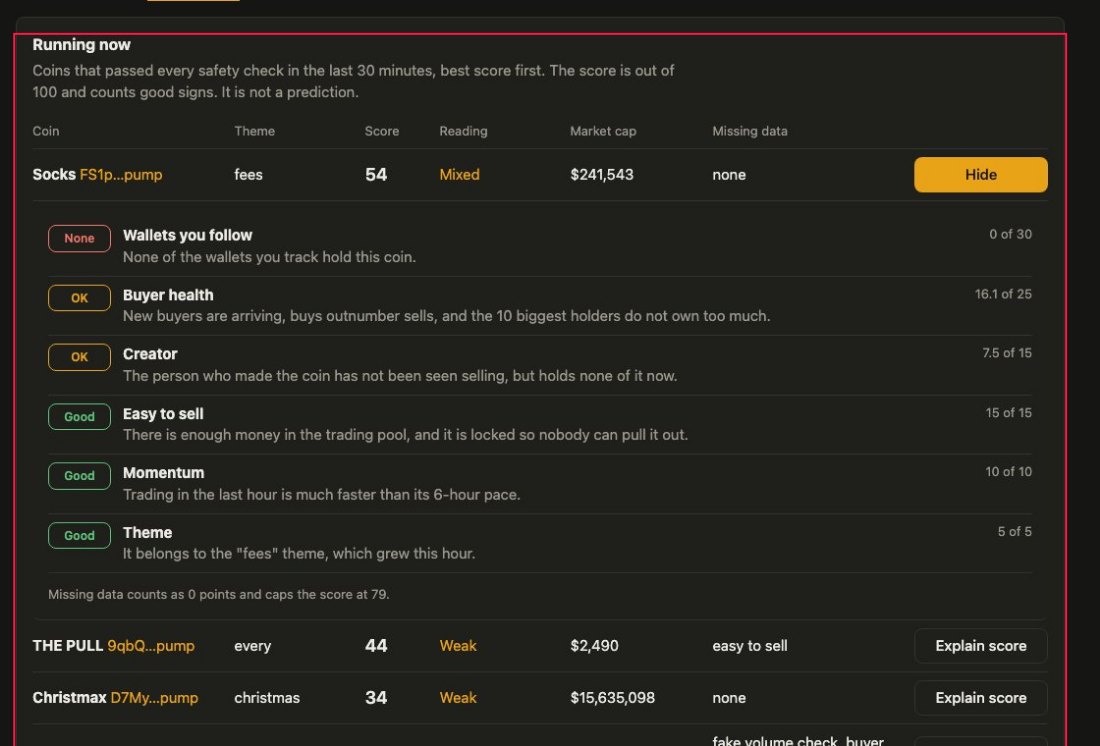 Running now
Coins that passed every safety check in the last 30 minutes, best score first. The score is out of
100 and counts good signs. It is not a prediction.
Coin Theme Score Reading Market cap Missing data
Socks FS1p...pump fees 54 Mixed $241,543 none Hide
None Wallets you follow 0 of 30
None of the wallets you track hold this coin.
OK Buyer health 16.1 of 25
New buyers are arriving, buys outnumber sells, and the 10 biggest holders do not own too much.
OK Creator 7.5 of 15
The person who made the coin has not been seen selling, but holds none of it now.
Good Easy to sell 15 of 15
There is enough money in the trading pool, and it is locked so nobody can pull it out.
Good Momentum 10 of 10
Trading in the last hour is much faster than its 6-hour pace.
Good Theme 5 of 5
It belongs to the "fees" theme, which grew this hour.
Missing data counts as 0 points and caps the score at 79.
THE PULL 9qbQ...pump every 44 Weak $2,490 easy to sell Explain score
Christmax D7My...pump christmas 34 Weak $15,635,098 none Explain score
fake volume check, buyer